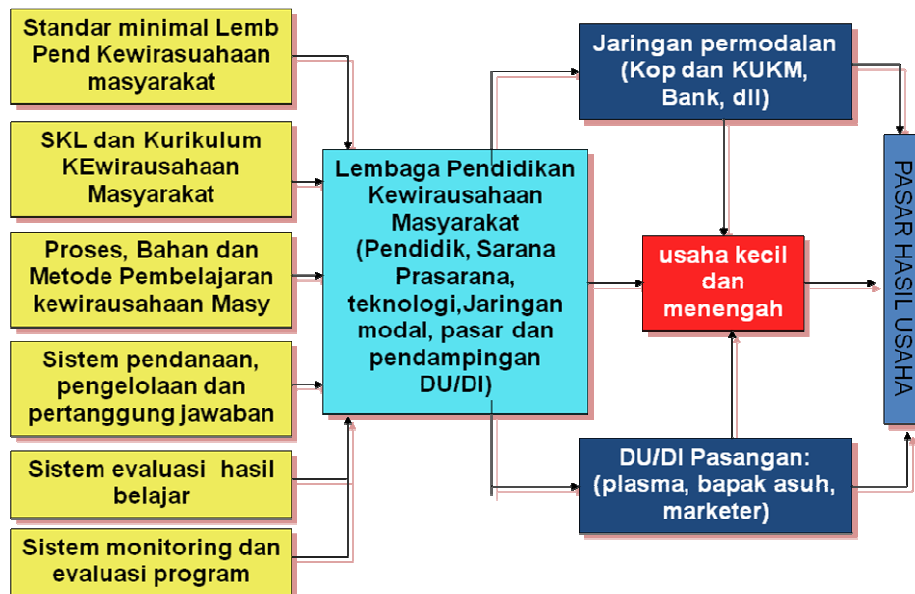 Standar minimal Lemb
Pend Kewirasuahaan
masyarakat
SKL dan Kurikulum
KEwirausahaan
Masyarakat
Proses, Bahan dan
Metode Pembelajaran
kewirausahaan Masy
Sistem pendanaan,
pengelolaan dan
pertanggung jawaban
Sistem evaluasi hasil
belajar
Sistem monitoring dan
evaluasi program
Lembaga Pendidikan
Kewirausahaan
Masyarakat
(Pendidik, Sarana
Prasarana,
teknologi,Jaringan
modal, pasar dan
pendampingan
DU/DI)
Jaringan permodalan
(Kop dan KUKM,
Bank, dll)
usaha kecil
dan
menengah
DU/DI Pasangan:
(plasma, bapak asuh,
marketer)
PASAR HASIL USAHA